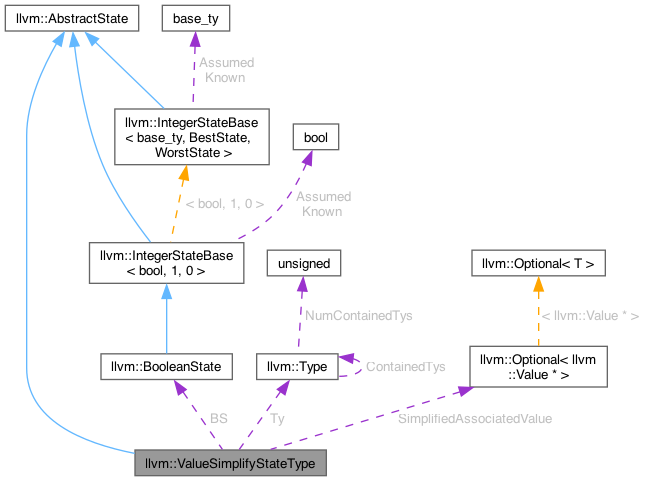 llvm::AbstractState
base_ty
Assumed
Known
llvm::IntegerStateBase
< base_ty, BestState,
WorstState >
bool
< bool, 1, 0 >
Assumed
Known
llvm::IntegerStateBase
< bool, 1, 0 >
unsigned
llvm::Optional< T >
NumContainedTys
< llvm::Value * >
llvm::BooleanState
llvm::Type
ContainedTys
llvm::Optional< llvm
::Value * >
BS
Ty
SimplifiedAssociatedValue
llvm::ValueSimplifyStateType